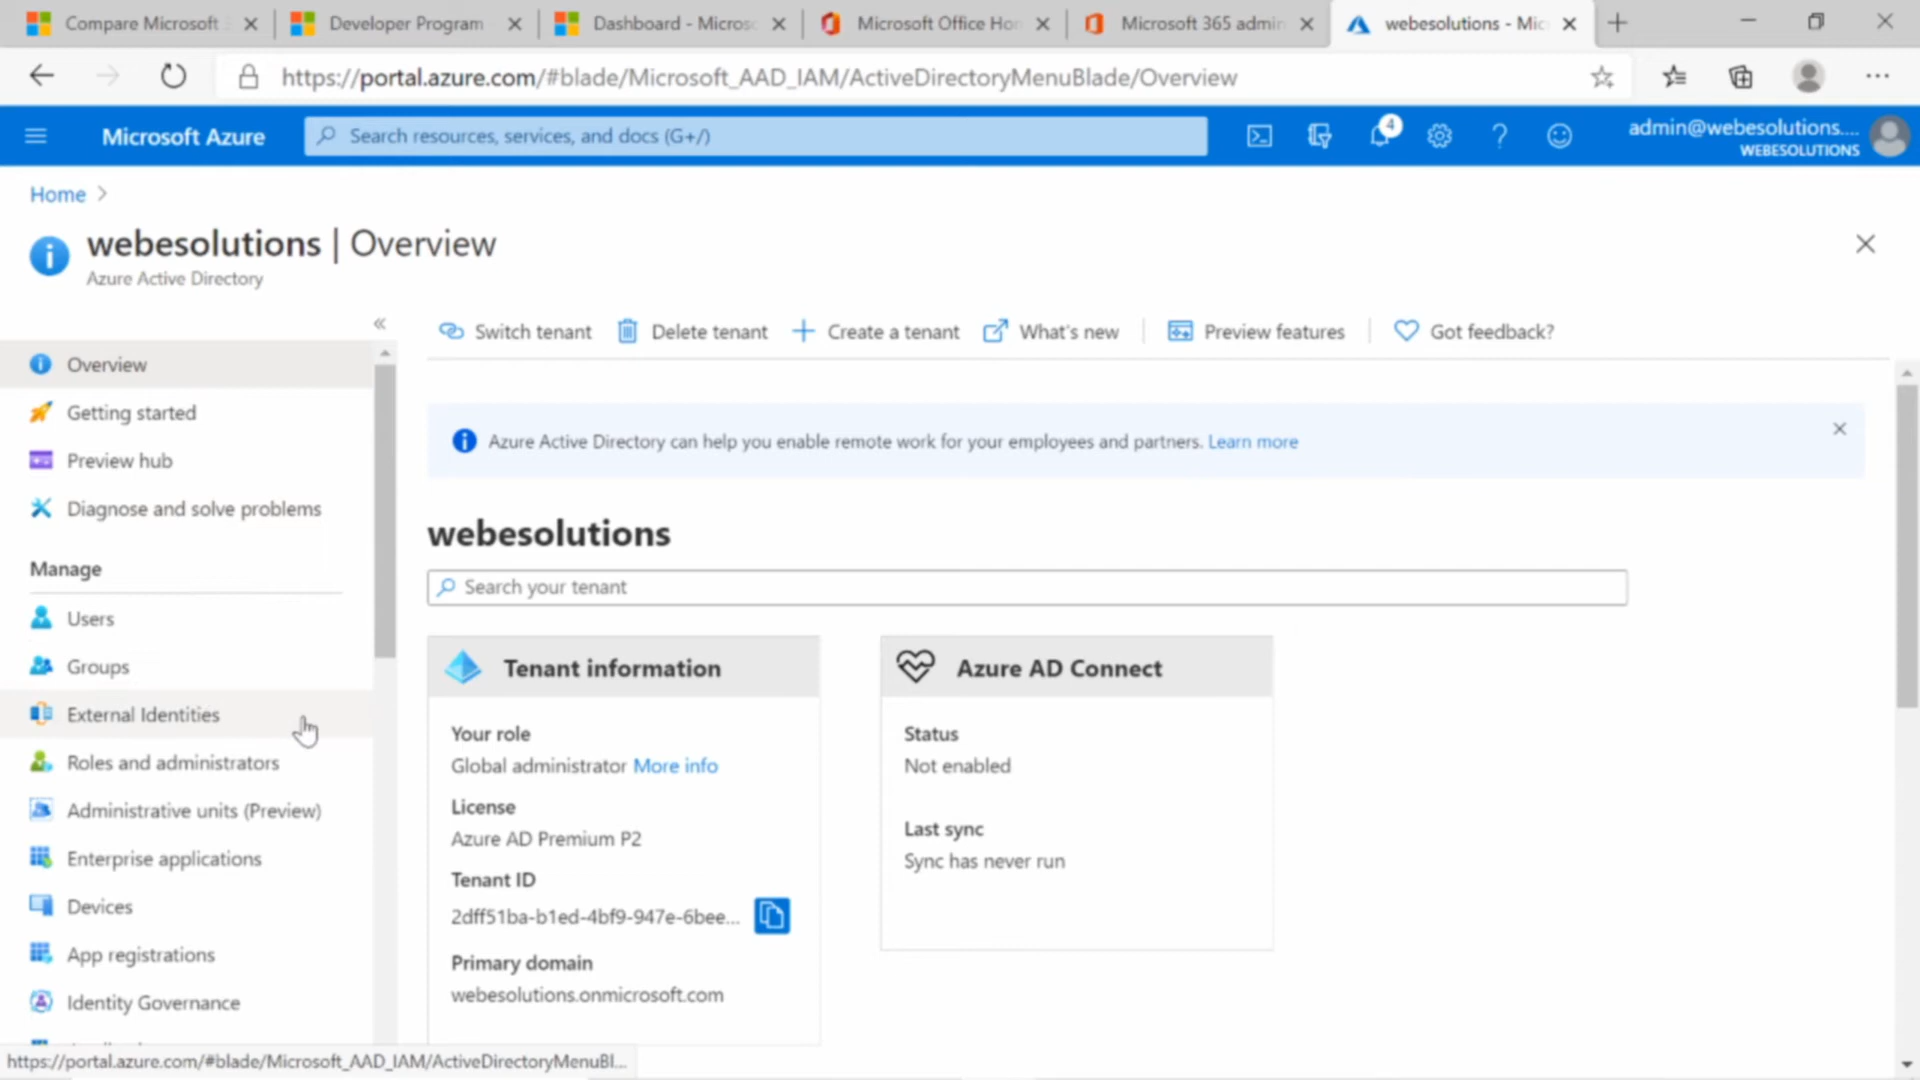 Compare Microsoft
Developer Program
Dashboard - Micros
Microsoft Office Hon
Microsoft 365 admin
webesolutions - Mic
https://portal.azure.com/#blade/Microsoft_AAD_IAM/ActiveDirectoryMenuBlade/Overview
Microsoft Azure
Search resources, services, and docs (G+/)
4
admin@webesolutions....
WEBESOLUTIONS
Home
webesolutions | Overview
Azure Active Directory
Switch tenant
Delete tenant
Create a tenant
What's new
Preview features
Got feedback?
Overview
Getting started
Preview hub
Diagnose and solve problems
Manage
Users
Groups
External Identities
Roles and administrators
Administrative units (Preview)
Enterprise applications
Devices
App registrations
Identity Governance
Azure Active Directory can help you enable remote work for your employees and partners. Learn more
webesolutions
Search your tenant
Tenant information
Your role
Global administrator More info
License
Azure AD Premium P2
Tenant ID
2dff51ba-b1ed-4bf9-947e-6bee...
Primary domain
webesolutions.onmicrosoft.com
Azure AD Connect
Status
Not enabled
Last sync
Sync has never run
https://portal.azure.com/#blade/Microsoft_AAD_IAM/ActiveDirectoryMenuBl...